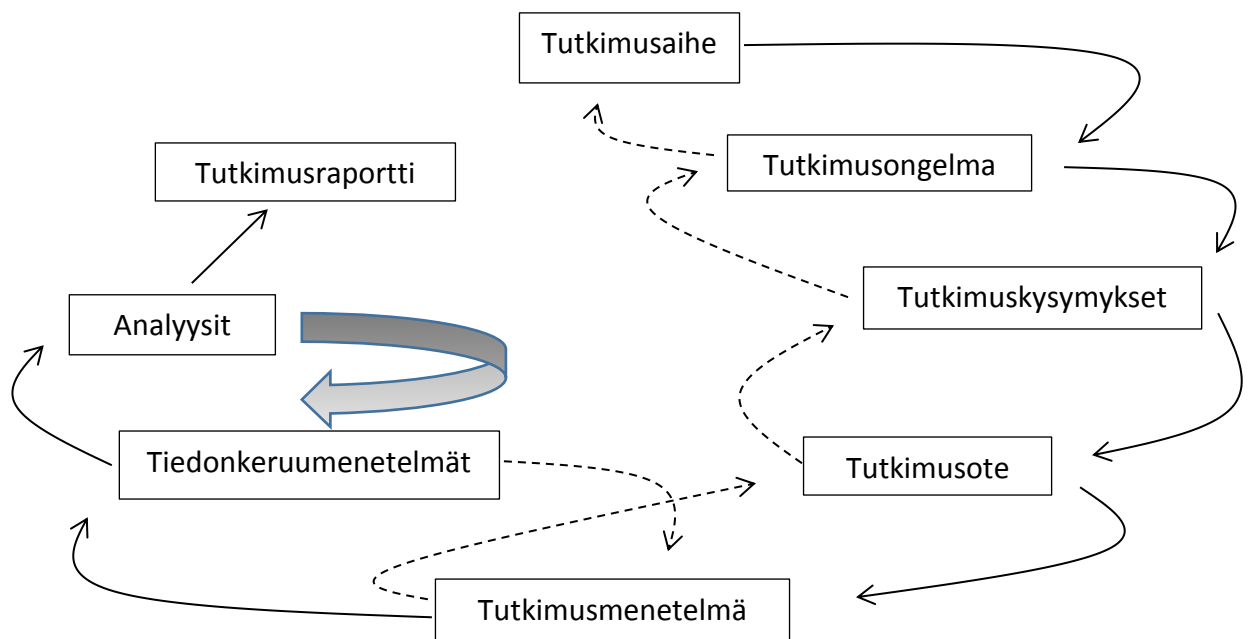 Tutkimusaihe
Tutkimusongelma
Tutkimusraportti
Tutkimuskysymykset
Analyysit
Tiedonkeruumenetelmät
Tutkimusote
Tutkimusmenetelmä